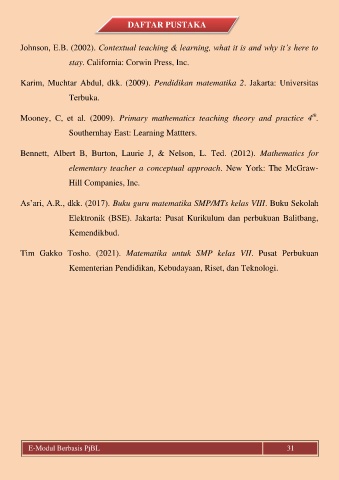 DAFTAR PUSTAKA
Johnson, E.B. (2002). Contextual teaching & learning, what it is and why it's here to
stay. California: Corwin Press, Inc.
Karim, Muchtar Abdul, dkk. (2009). Pendidikan matematika 2. Jakarta: Universitas
Terbuka.
Mooney, C, et al. (2009). Primary mathematics teaching theory and practice 4th.
Southernhay East: Learning Mattters.
Bennett, Albert B, Burton, Laurie J, & Nelson, L. Ted. (2012). Mathematics for
elementary teacher a conceptual approach. New York: The McGraw-
Hill Companies, Inc.
As'ari, A.R., dkk. (2017). Buku guru matematika SMP/MTs kelas VIII. Buku Sekolah
Elektronik (BSE). Jakarta: Pusat Kurikulum dan perbukuan Balitbang,
Kemendikbud.
Tim Gakko Tosho. (2021). Matematika untuk SMP kelas VII. Pusat Perbukuan
Kementerian Pendidikan, Kebudayaan, Riset, dan Teknologi.
E-Modul Berbasis PjBL 31